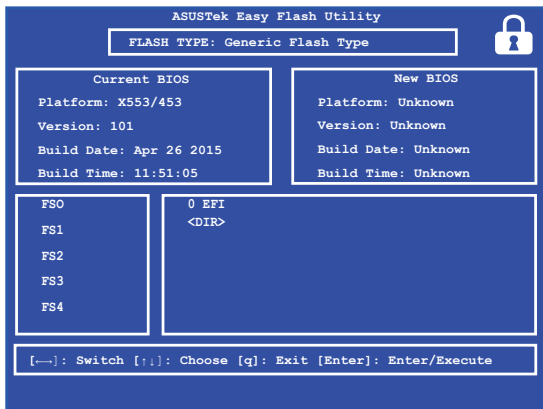 ASUSTek Easy Flash Utility
FLASH TYPE: Generic Flash Type
Current BIOS
Platform: X553/453
Version: 101
Build Date: Apr 26 2015
Build Time: 11:51:05
New BIOS
Platform: Unknown
Version: Unknown
Build Date: Unknown
Build Time: Unknown
FSO
FS1
FS2
FS3
FS4
0 EFI
<DIR>
[←→]: Switch [↑↓]: Choose [q]: Exit [Enter]: Enter/Execute